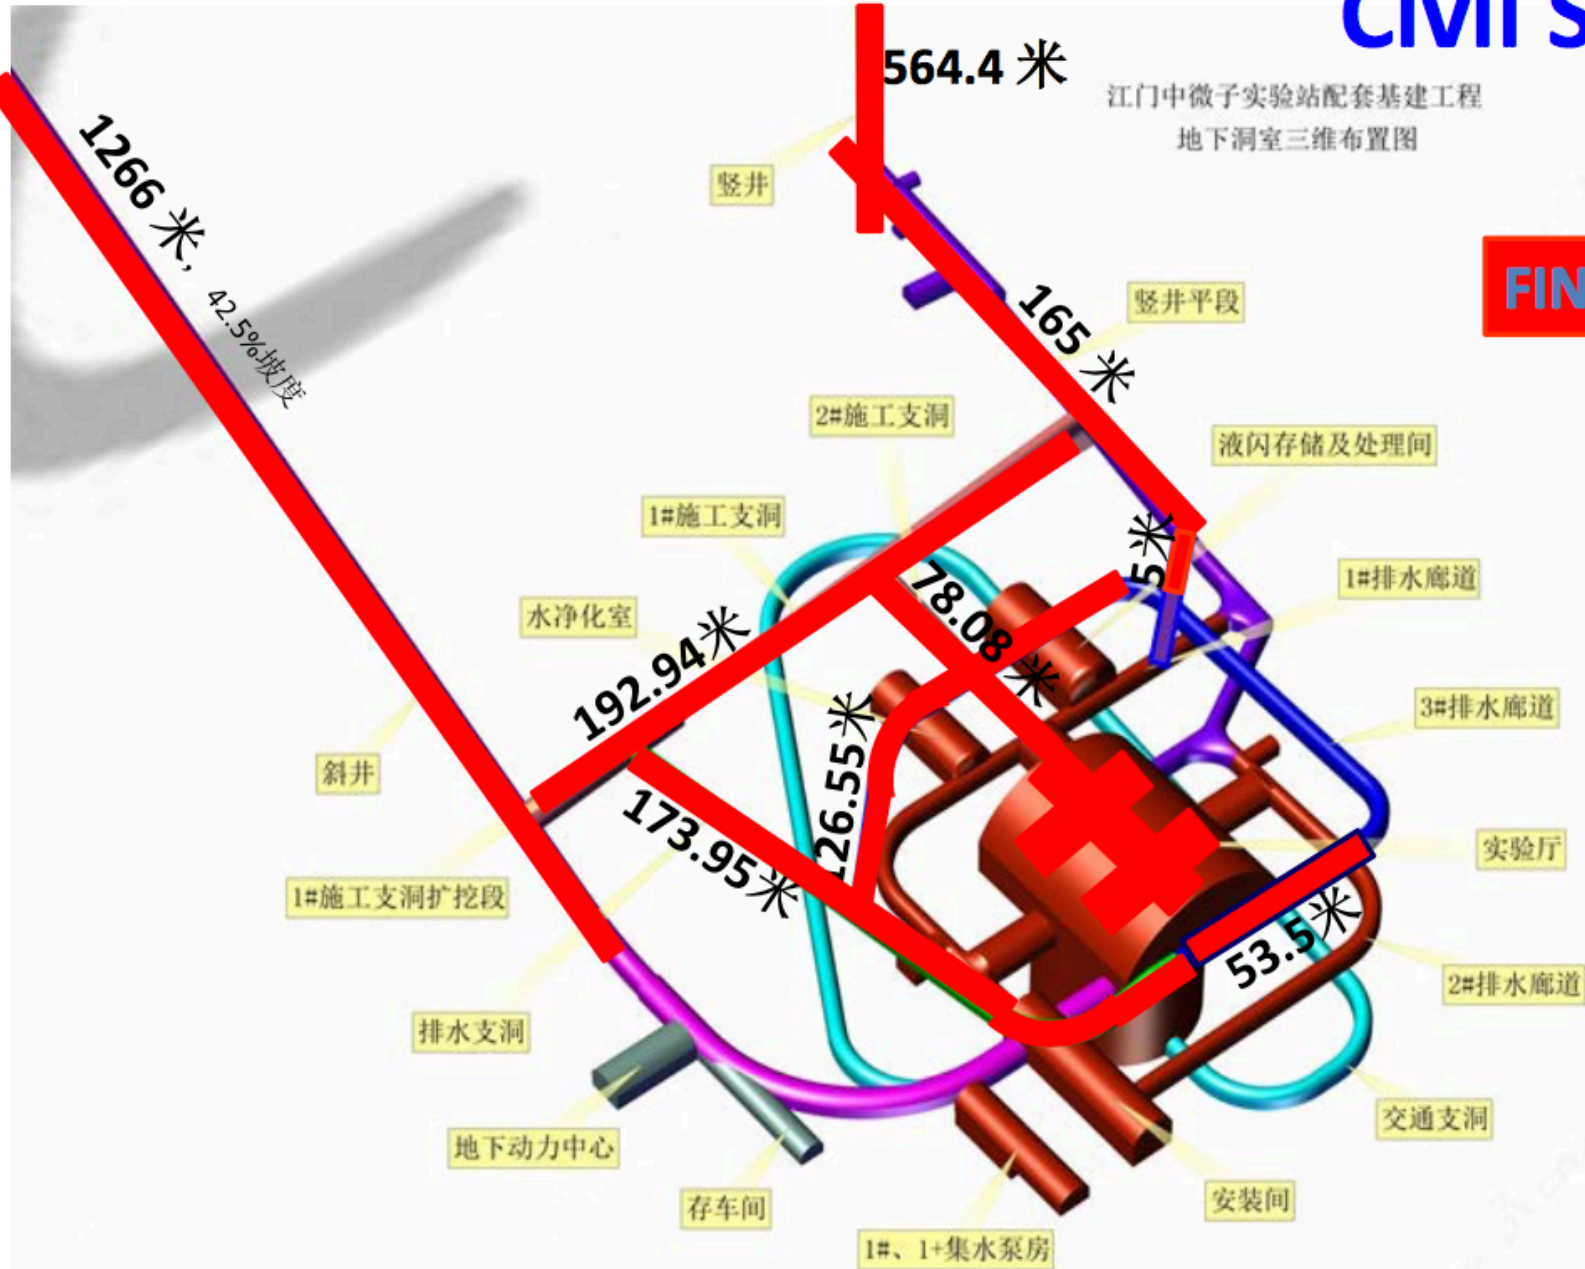 Civil S
564.4 米
江门中微子实验站配套基建工程
地下洞室三维布置图
1266 米,
42.5%坡度
竖井
FIN
165 米
竖井平段
2#施工支洞
液闪存储及处理间
1#施工支洞
5米
1#排水廊道
78.08 米
水净化室
192.94米
3#排水廊道
126.55米
斜井
173.95米
实验厅
1#施工支洞扩挖段
53.5米
2#排水廊道
排水支洞
交通支洞
地下动力中心
存车间
安装间
1#、1+集水泵房